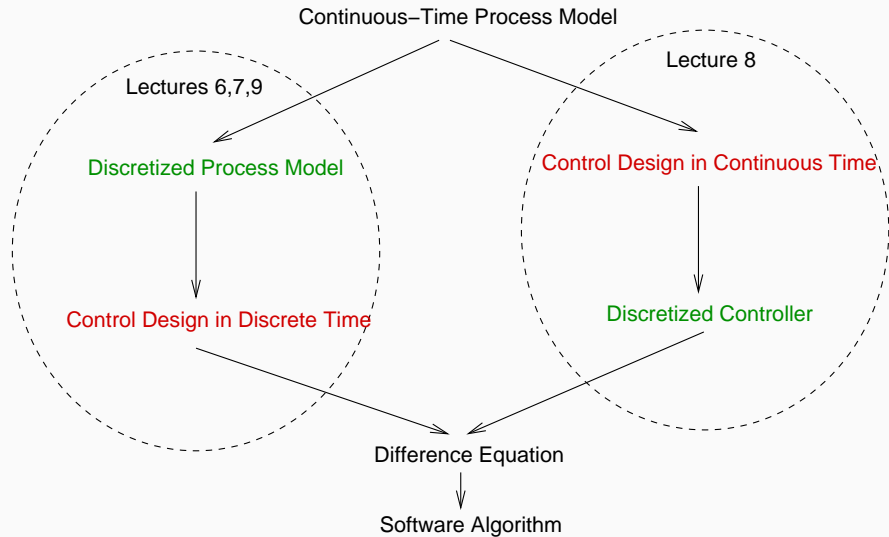 Continuous−Time Process Model
Lecture 8
Lectures 6,7,9
Discretized Process Model
Control Design in Continuous Time
Control Design in Discrete Time
Discretized Controller
Difference Equation
Software Algorithm